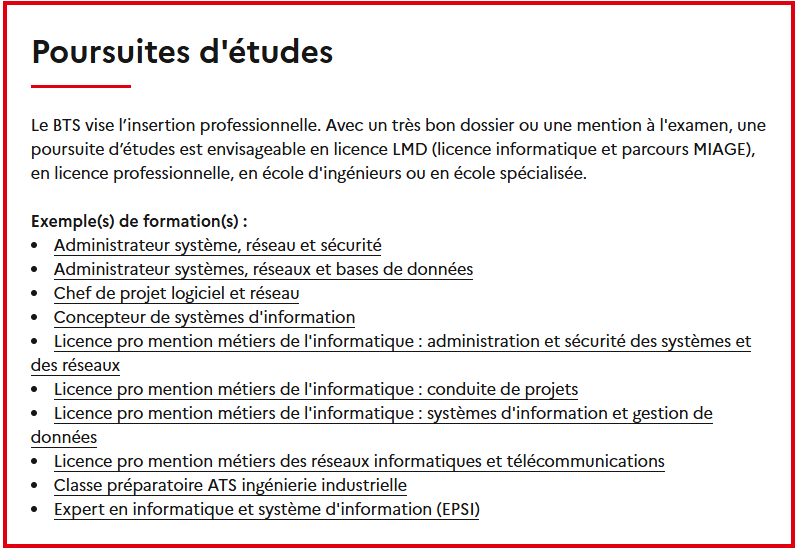 Poursuites d'études
Le BTS vise l’insertion professionnelle. Avec un très bon dossier ou une mention à l'examen, une
poursuite d’études est envisageable en licence LMD (licence informatique et parcours MIAGE),
en licence professionnelle, en école d'ingénieurs ou en école spécialisée.
Exemple(s) de formation(s) :
• Administrateur système, réseau et sécurité
• Administrateur systèmes, réseaux et bases de données
• Chef de projet logiciel et réseau
• Concepteur de systèmes d'information
• Licence pro mention métiers de l'informatique : administration et sécurité des systèmes et
des réseaux
• Licence pro mention métiers de l'informatique : conduite de projets
• Licence pro mention métiers de l'informatique : systèmes d'information et gestion de
données
• Licence pro mention métiers des réseaux informatiques et télécommunications
• Classe préparatoire ATS ingénierie industrielle
• Expert en informatique et système d'information (EPSI)